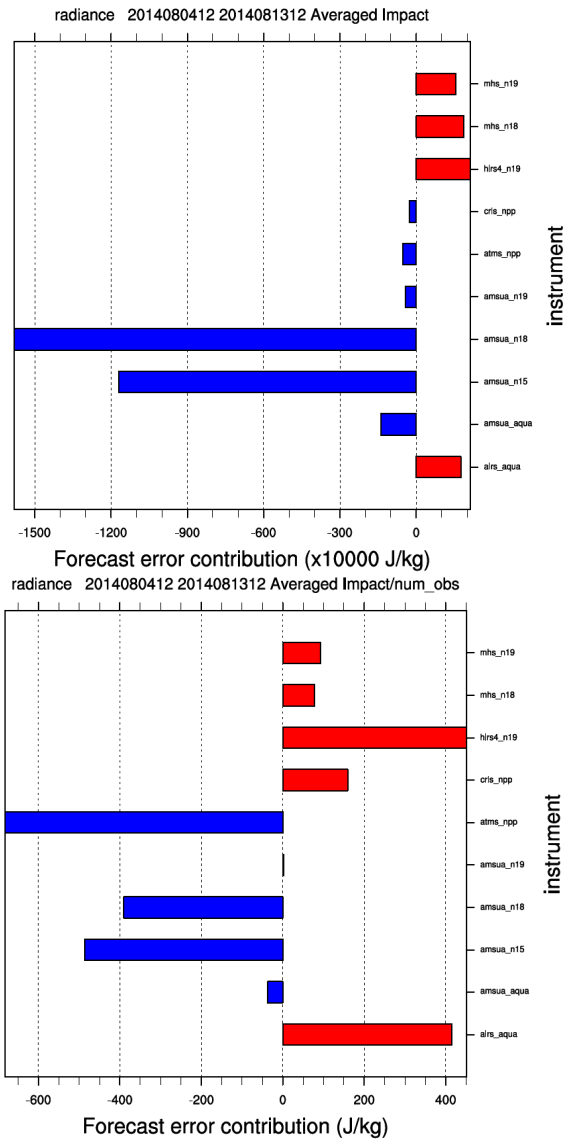 radiance 2014080412 2014081312 Averaged Impact
mhs_n19
mhs_n18
hirs4_n19
cris_npp
atms_npp
amsua_n19
amsua_n18
amsua_n15
amsua_aqua
airs_aqua
instrument
-1500 -1200 -900 -600 -300 0
Forecast error contribution (x10000 J/kg)
radiance 2014080412 2014081312 Averaged Impact/num_obs
mhs_n19
mhs_n18
hirs4_n19
cris_npp
atms_npp
amsua_n19
amsua_n18
amsua_n15
amsua_aqua
airs_aqua
instrument
-600 -400 -200 0 200 400
Forecast error contribution (J/kg)